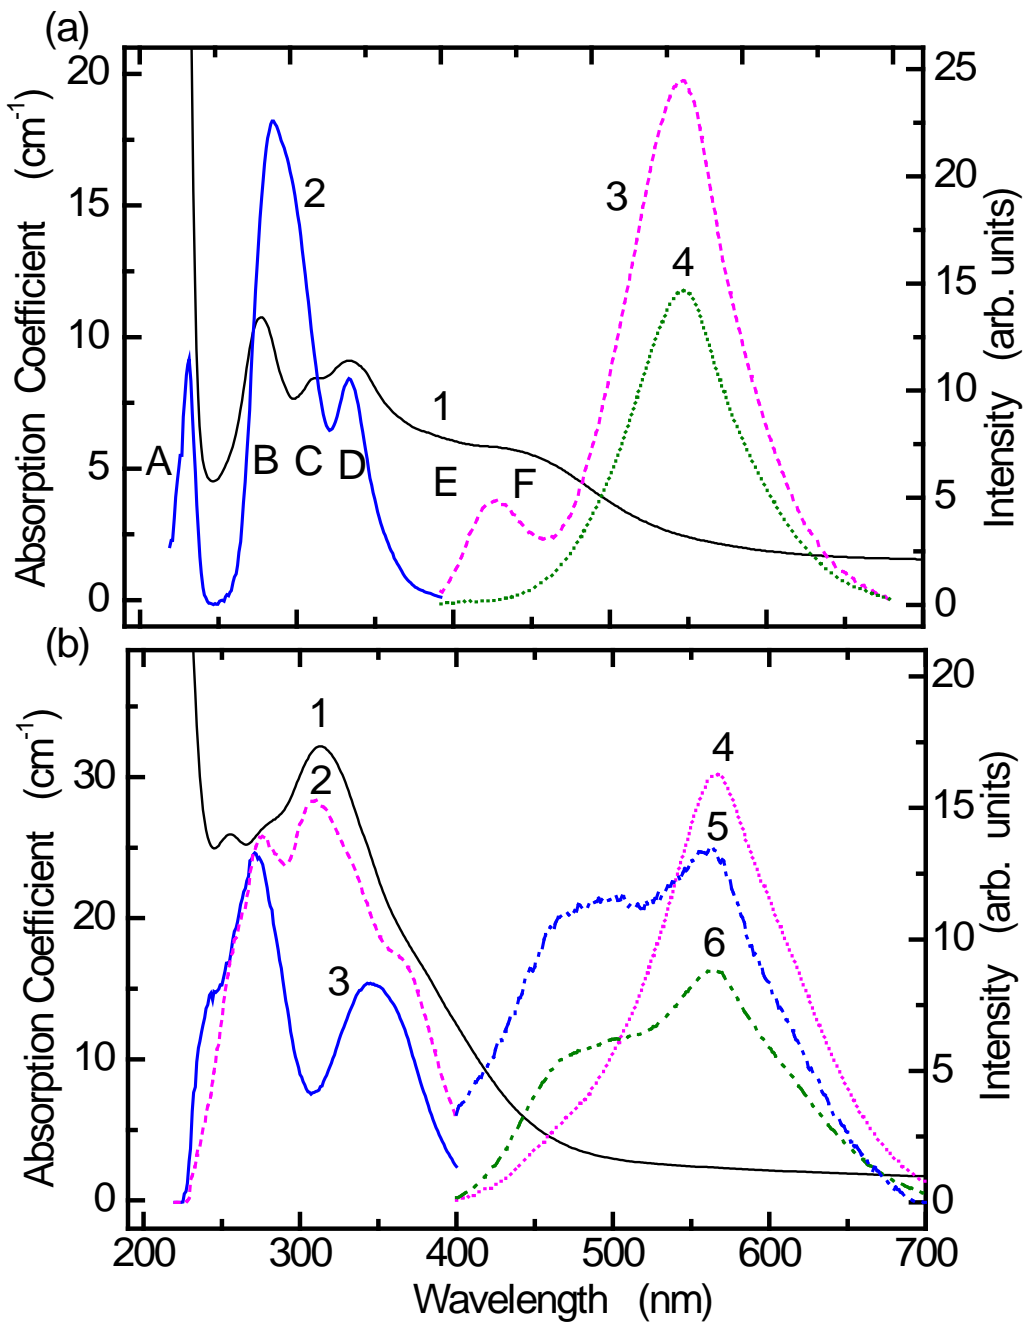 (a)
20
15
10
5
0
Absorption Coefficient (cm-1)
25
20
15
10
5
0
Intensity (arb. units)
1
2
3
4
A
B
C
D
E
F
(b)
30
20
10
0
Absorption Coefficient (cm-1)
20
15
10
5
0
Intensity (arb. units)
1
2
3
4
5
6
200 300 400 500 600 700
Wavelength (nm)